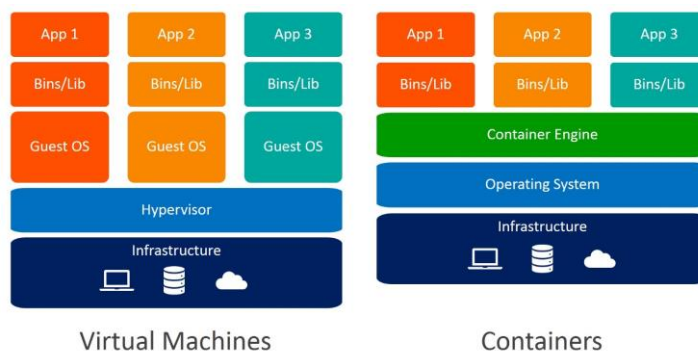 App 1 App 2 App 3
Bins/Lib Bins/Lib Bins/Lib
Guest OS Guest OS Guest OS
Hypervisor
Infrastructure
Virtual Machines
App 1 App 2 App 3
Bins/Lib Bins/Lib Bins/Lib
Container Engine
Operating System
Infrastructure
Containers